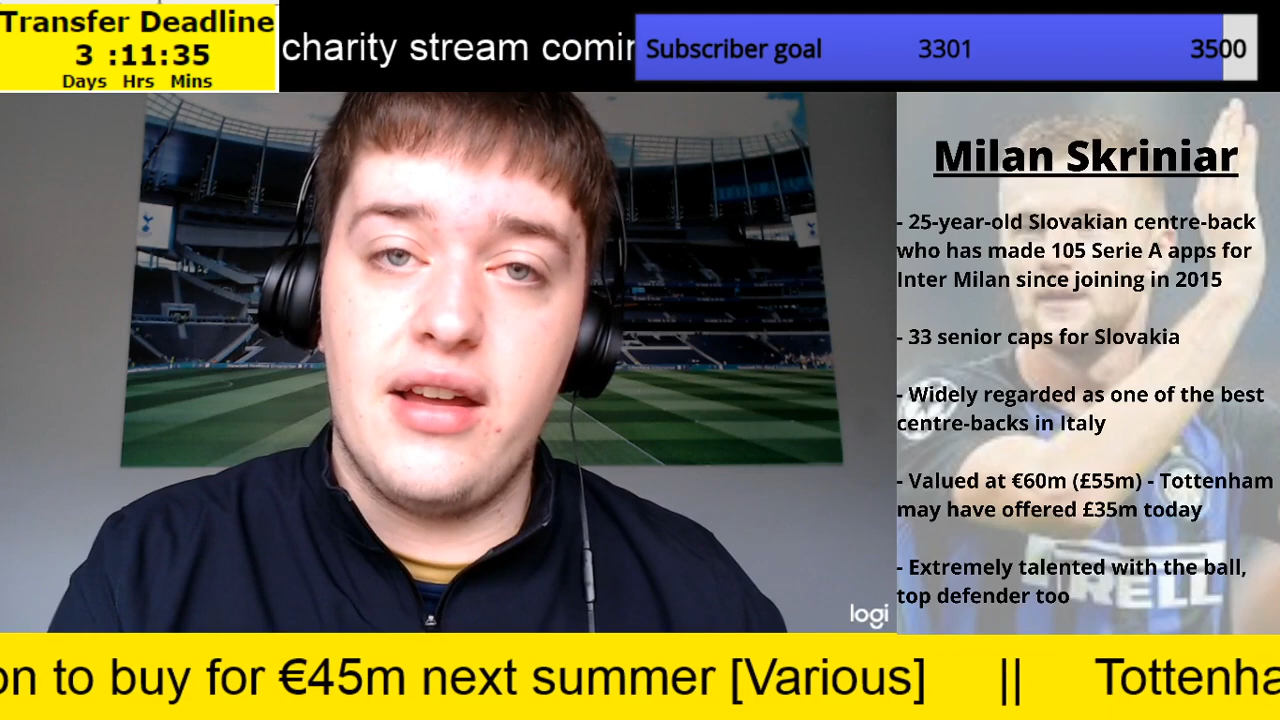 Transfer Deadline
3 :11:35
Days Hrs Mins
charity stream comin
Subscriber goal 3301 3500
Milan Skriniar
- 25-year-old Slovakian centre-back
who has made 105 Serie A apps for
Inter Milan since joining in 2015
- 33 senior caps for Slovakia
- Widely regarded as one of the best
centre-backs in Italy
- Valued at €60m (£55m) - Tottenham
may have offered £35m today
- Extremely talented with the ball,
top defender too
RELL
logi
on to buy for €45m next summer [Various] || Tottenha